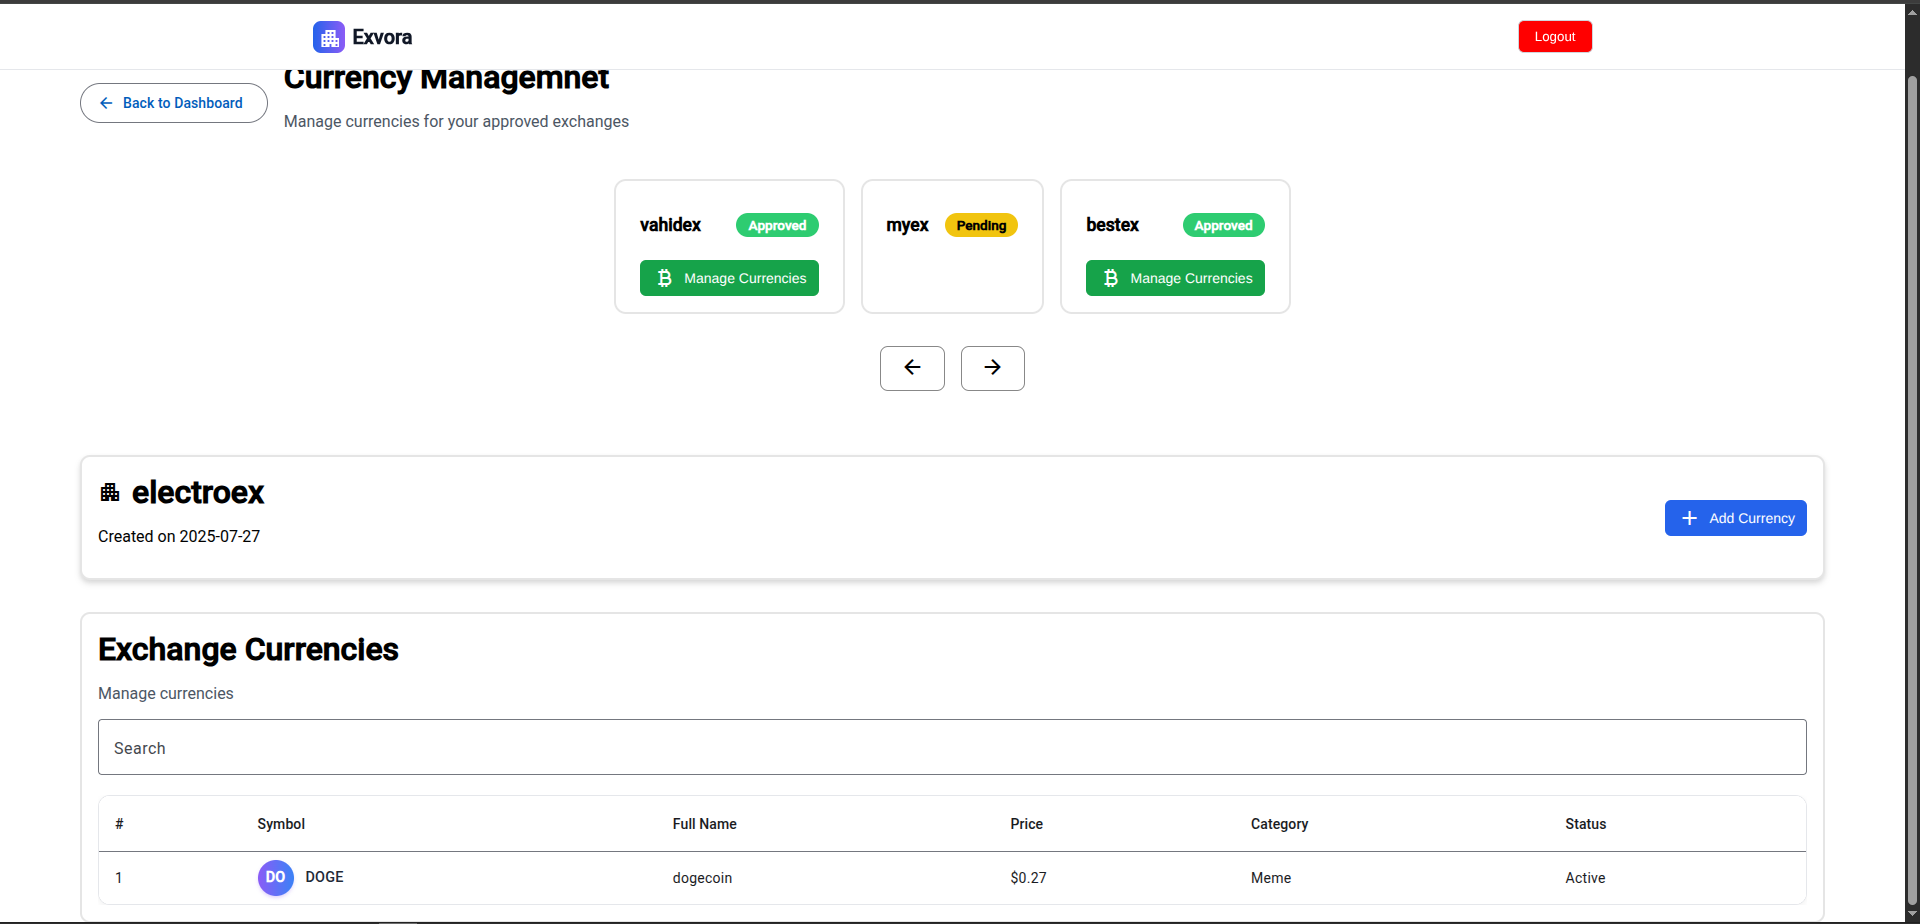 Exvora
Logout
Back to Dashboard
Currency Managemnet
Manage currencies for your approved exchanges
vahidex Approved
Manage Currencies
myex Pending
bestex Approved
Manage Currencies
electroex
Created on 2025-07-27
Add Currency
Exchange Currencies
Manage currencies
Search
# Symbol Full Name Price Category Status
1 DO DOGE dogecoin $0.27 Meme Active